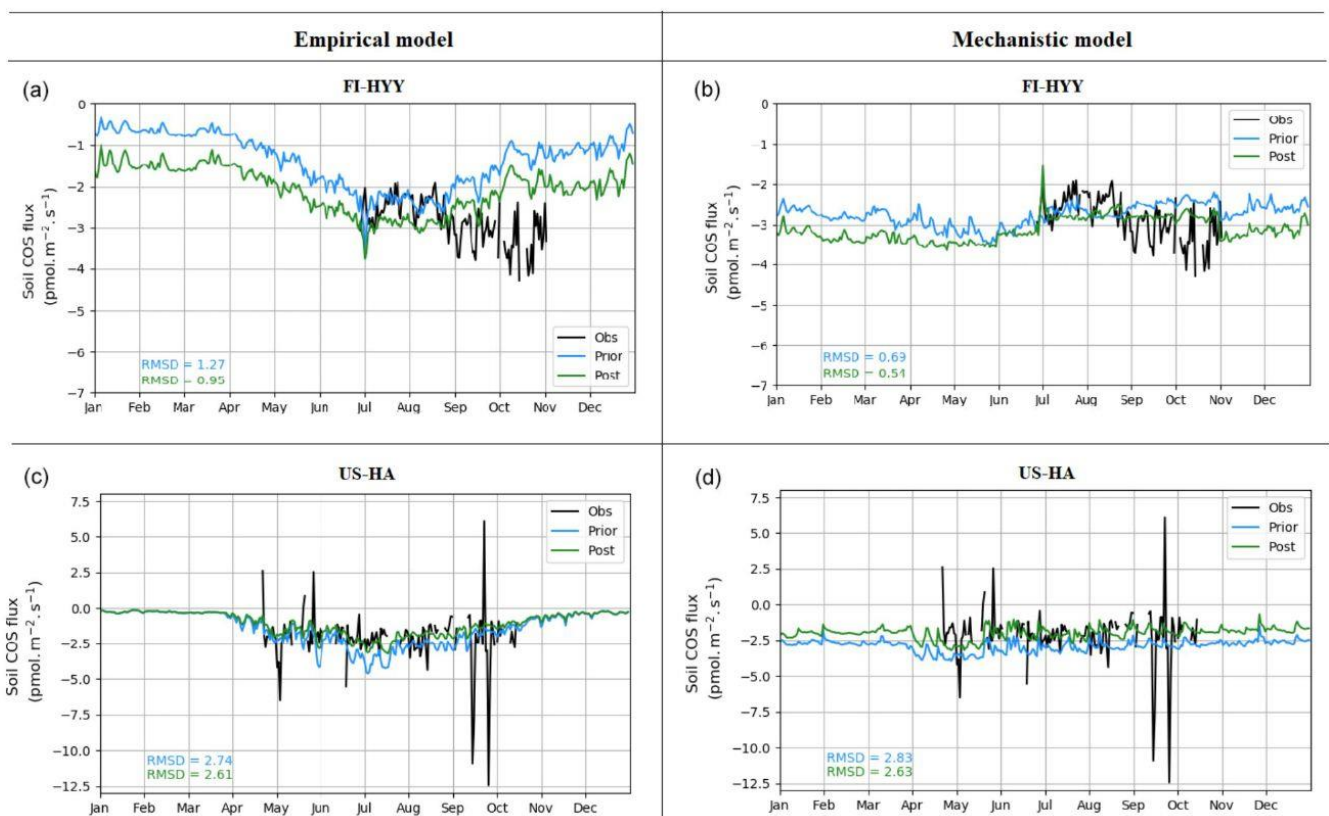 Empirical model
Mechanistic model
(a)
FI-HYY
Soil COS flux
(pmol. m⁻². s⁻¹)
0
−1
−2
−3
−4
−5
−6
−7
Jan Feb Mar Apr May Jun Jul Aug Sep Oct Nov Dec
RMSD = 1.27
RMSD = 0.95
Obs
Prior
Post
(b)
FI-HYY
Soil COS flux
(pmol. m⁻². s⁻¹)
0
−1
−2
−3
−4
−5
−6
−7
Jan Feb Mar Apr May Jun Jul Aug Sep Oct Nov Dec
RMSD = 0.69
RMSD = 0.54
Obs
Prior
Post
(c)
US-HA
Soil COS flux
(pmol. m⁻². s⁻¹)
7.5
5.0
2.5
0.0
−2.5
−5.0
−7.5
−10.0
−12.5
Jan Feb Mar Apr May Jun Jul Aug Sep Oct Nov Dec
RMSD = 2.74
RMSD = 2.61
Obs
Prior
Post
(d)
US-HA
Soil COS flux
(pmol. m⁻². s⁻¹)
7.5
5.0
2.5
0.0
−2.5
−5.0
−7.5
−10.0
−12.5
Jan Feb Mar Apr May Jun Jul Aug Sep Oct Nov Dec
RMSD = 2.83
RMSD = 2.63
Obs
Prior
Post